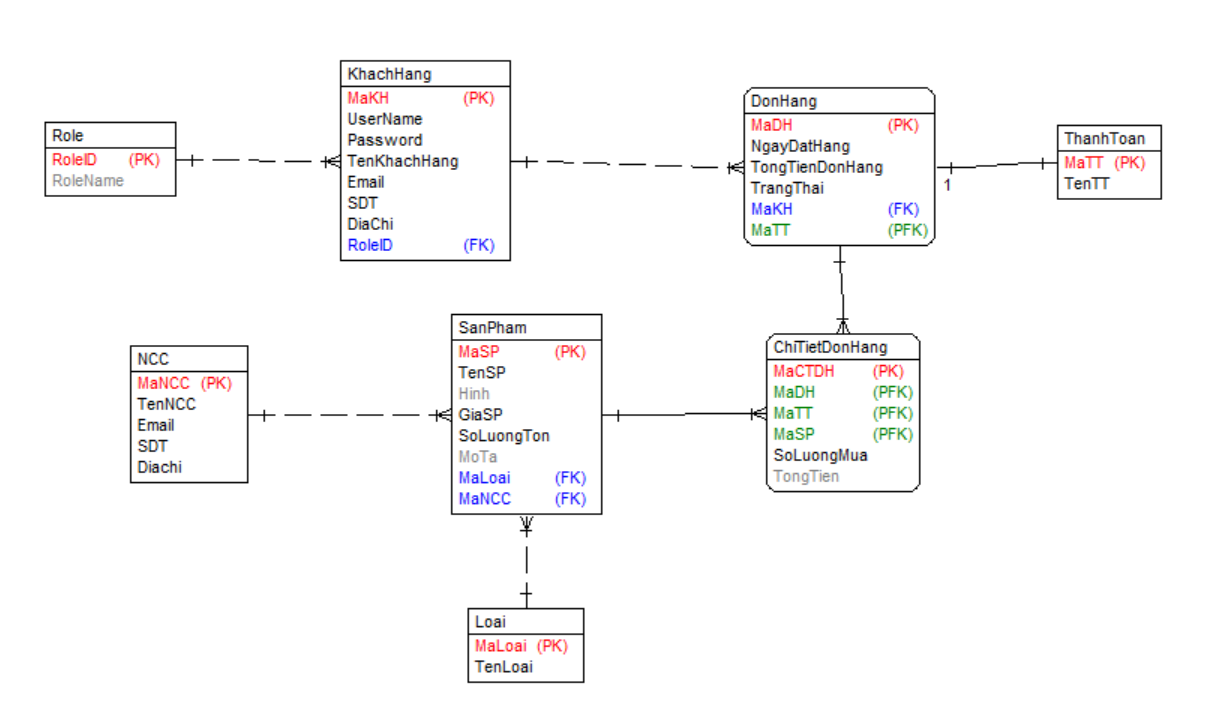 Role
RoleID (PK)
RoleName
KhachHang
MaKH (PK)
UserName
Password
TenKhachHang
Email
SDT
DiaChi
RoleID (FK)
DonHang
MaDH (PK)
NgayDatHang
TongTienDonHang
TrangThai
MaKH (FK)
MaTT (PFK)
1
ThanhToan
MaTT (PK)
TenTT
NCC
MaNCC (PK)
TenNCC
Email
SDT
Diachi
SanPham
MaSP (PK)
TenSP
Hinh
GiaSP
SoLuongTon
MoTa
MaLoai (FK)
MaNCC (FK)
ChiTietDonHang
MaCTDH (PK)
MaDH (PFK)
MaTT (PFK)
MaSP (PFK)
SoLuongMua
TongTien
Loai
MaLoai (PK)
TenLoai